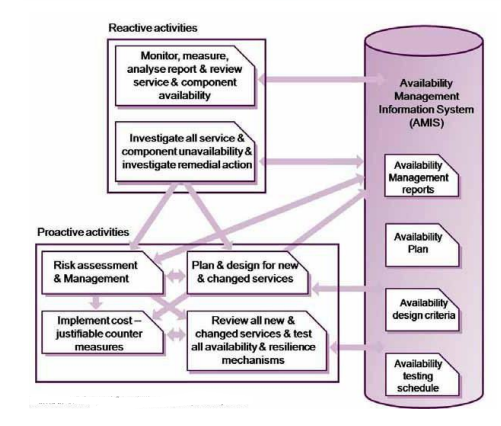 Reactive activities
Monitor, measure,
analyse report & review
service & component
availability
Investigate all service &
component unavailability &
investigate remedial action
Proactive activities
Risk assessment
& Management
Plan & design for new
& changed services
Implement cost –
justifiable counter
measures
Review all new &
changed services & test
all availability & resilience
mechanisms
Availability
Management
Information System
(AMIS)
Availability
Management
reports
Availability
Plan
Availability
design criteria
Availability
testing
schedule